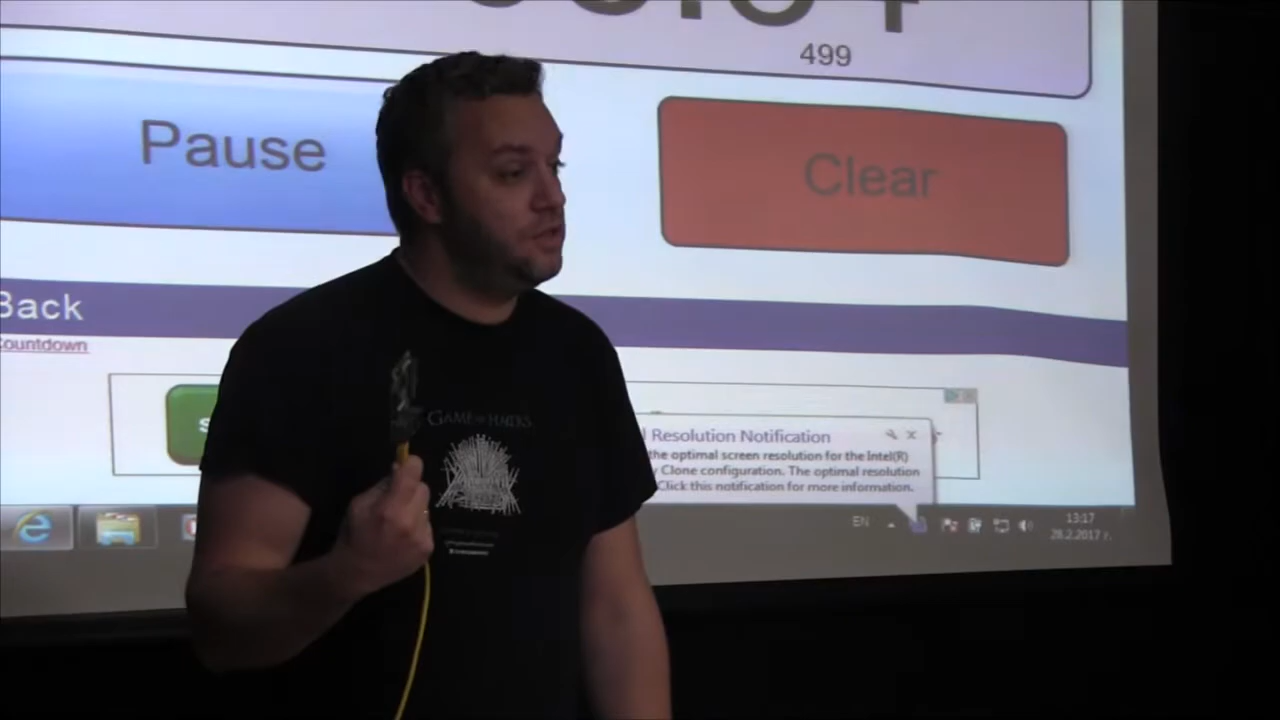 499
Pause
Clear
Back
Countdown
GAME OF HACKS
l Resolution Notification
the optimal screen resolution for the Intel(R)
y Clone configuration. The optimal resolution
Click this notification for more information.
EN
13:17
28.2.2017 г.